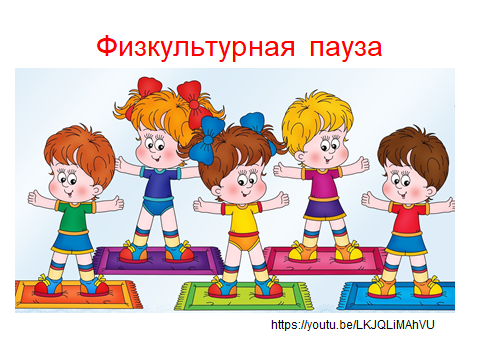 Физкультурная пауза
https://youtu.be/LKJQLiMAhVU